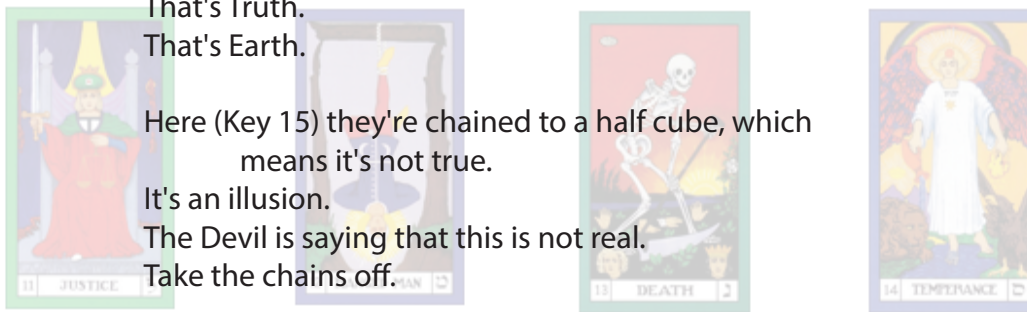 That's Truth.
That's Earth.
Here (Key 15) they're chained to a half cube, which
means it's not true.
It's an illusion.
The Devil is saying that this is not real.
Take the chains off.
11 JUSTICE ל
MAN מ
13 DEATH נ
14 TEMPERANCE ס